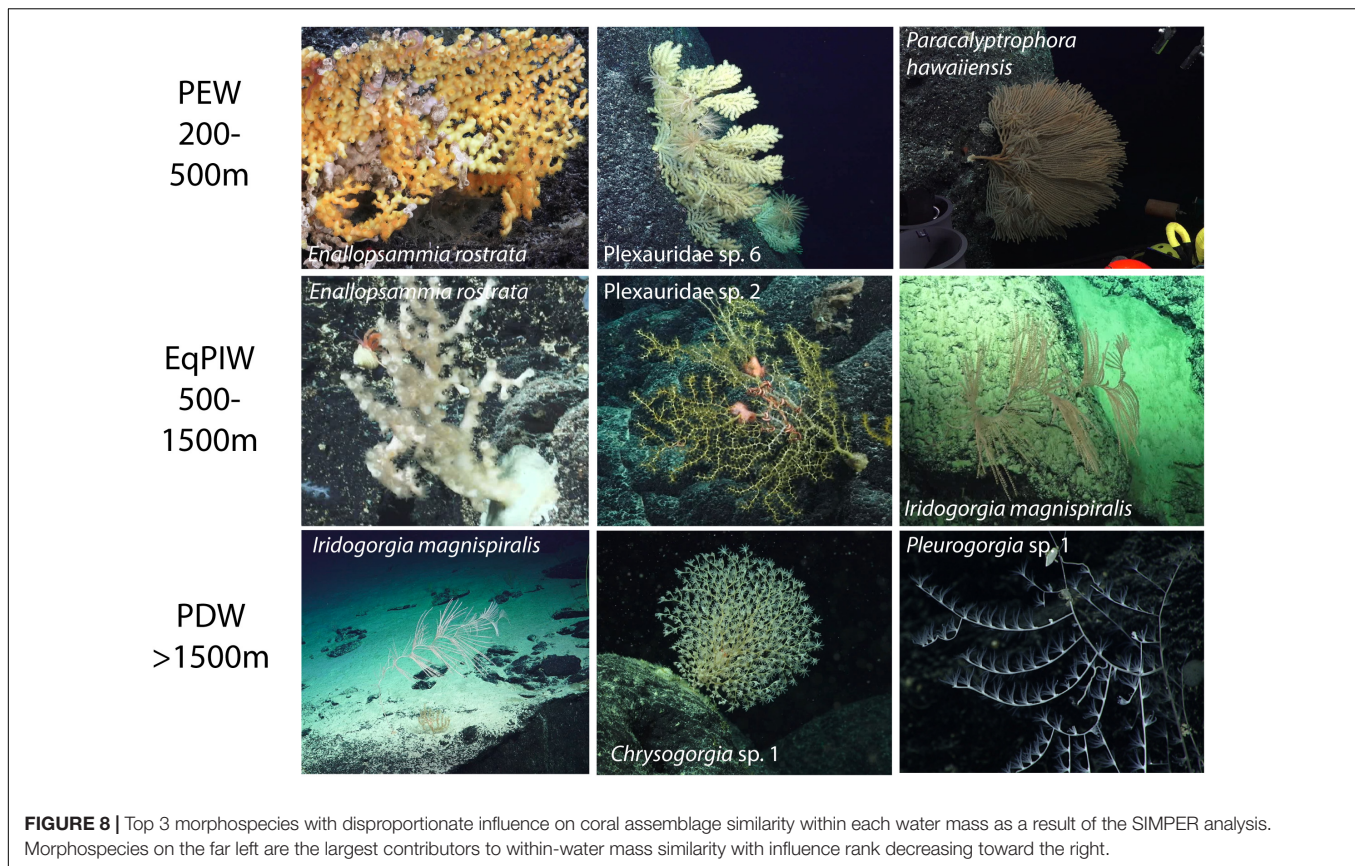 PEW
200-
500m
Enallopsammia rostrata
Plexauridae sp. 6
Paracalyptrophora
hawaiiensis
EqPIW
500-
1500m
Enallopsammia rostrata
Plexauridae sp. 2
Iridogorgia magnispiralis
PDW
>1500m
Iridogorgia magnispiralis
Chrysogorgia sp. 1
Pleurogorgia sp. 1
FIGURE 8 | Top 3 morphospecies with disproportionate influence on coral assemblage similarity within each water mass as a result of the SIMPER analysis.
Morphospecies on the far left are the largest contributors to within-water mass similarity with influence rank decreasing toward the right.